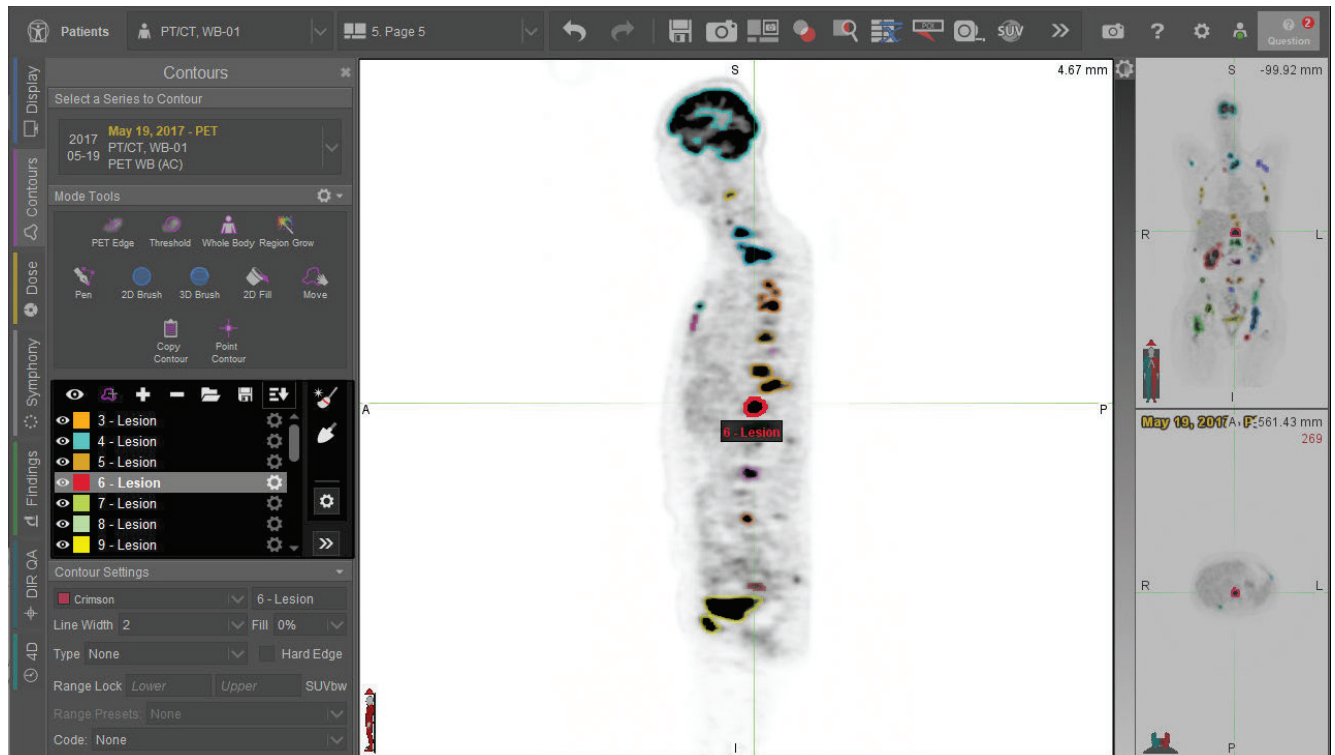 Patients PT/CT, WB-01 5. Page 5 PCR SUV ? ? 2 Question
Display
Contours
Dose
Symphony
Findings
DIR QA
4D
Contours
Select a Series to Contour
2017 05-19
May 19, 2017 - PET
PT/CT, WB-01
PET WB (AC)
Mode Tools
PET Edge Threshold Whole Body Region Grow
Pen 2D Brush 3D Brush 2D Fill Move
Copy Contour Point Contour
3 - Lesion
4 - Lesion
5 - Lesion
6 - Lesion
7 - Lesion
8 - Lesion
9 - Lesion
Contour Settings
Crimson 6 - Lesion
Line Width 2 Fill 0%
Type None Hard Edge
Range Lock Lower Upper SUVbw
Range Presets: None
Code: None
S 4.67 mm
A P
6 - Lesion
I
S -99.92 mm
R L
I
May 19, 2017 A 561.43 mm
269
R L
P